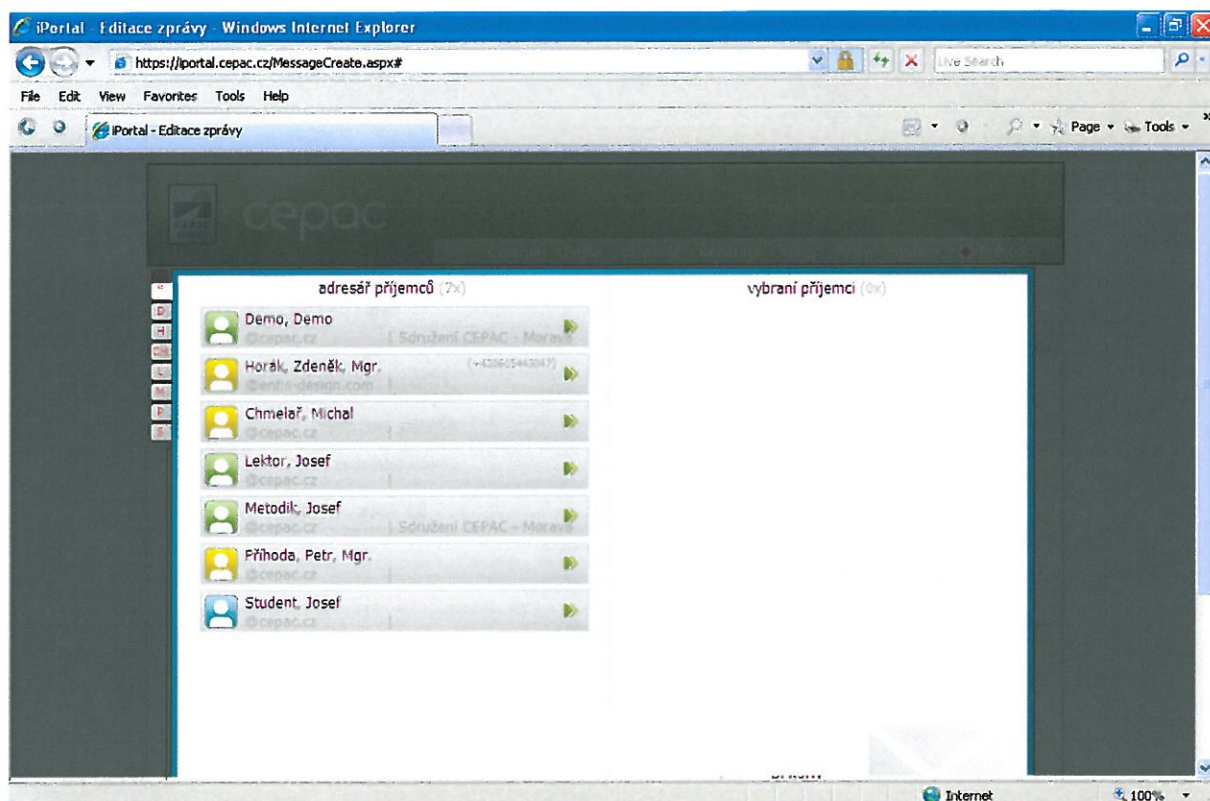 iPortal - Editace zprávy - Windows Internet Explorer
https://iportal.cepac.cz/MessageCreate.aspx#
Live Search
File Edit View Favorites Tools Help
iPortal - Editace zprávy
Page Tools
CEPAC
cepac
adresář příjemců (7x)
vybraní příjemci (0x)
D
H
CH
L
M
P
S
Demo, Demo
@cepac.cz | Sdružení CEPAC - Morava
Horák, Zdeněk, Mgr.
@entis-design.com |
Chmelař, Michal
@cepac.cz |
Lektor, Josef
@cepac.cz |
Metodik, Josef
@cepac.cz | Sdružení CEPAC - Morava
Příhoda, Petr, Mgr.
@cepac.cz |
Student, Josef
@cepac.cz |
Internet
100%